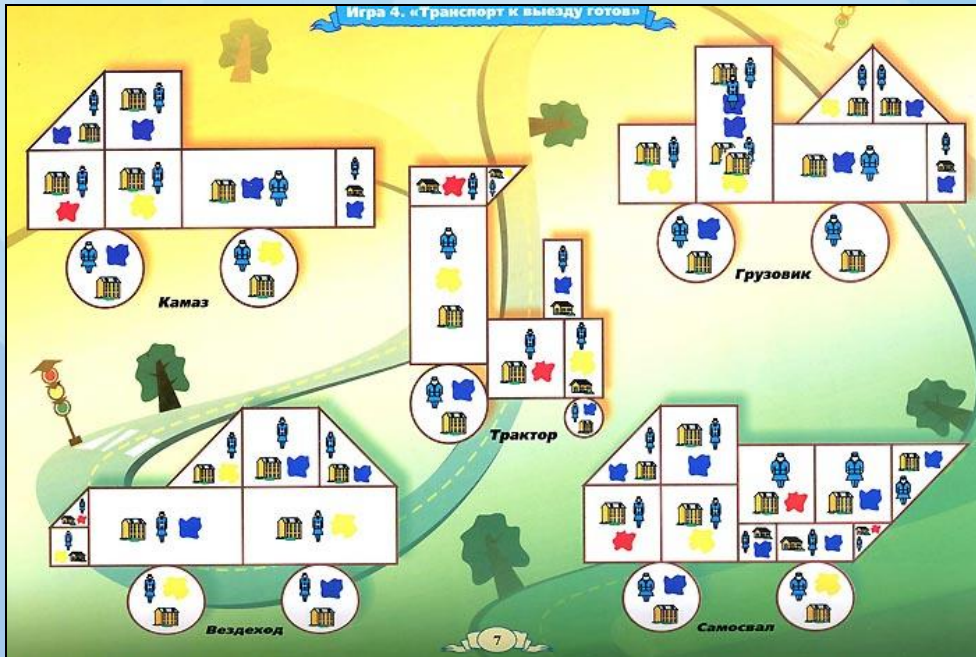 Игра 4. «Транспорт к выезду готов»
Камаз
Грузовик
Трактор
Вездеход
Самосвал
7